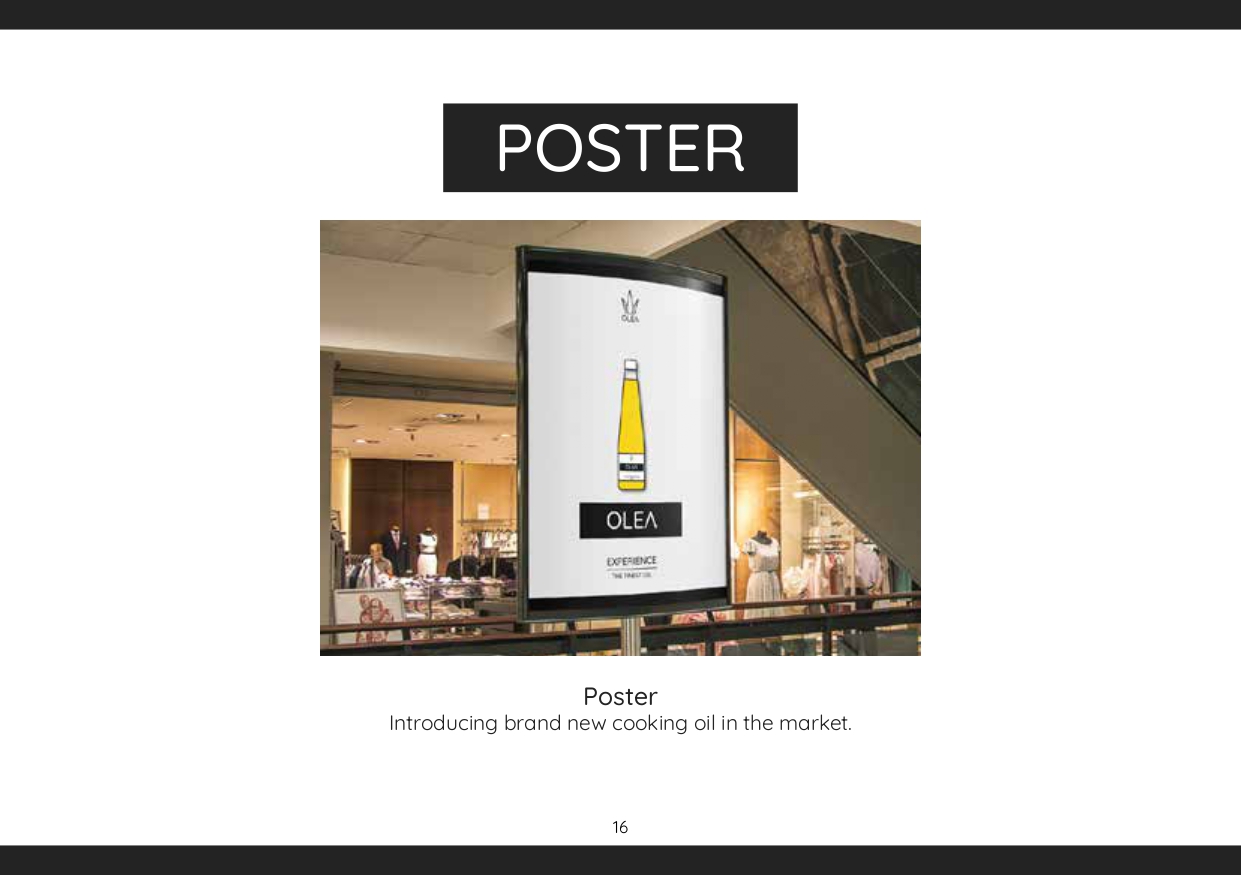 POSTER
OLEA
OLEA
EXPERIENCE
THE FINEST OIL
Poster
Introducing brand new cooking oil in the market.
16